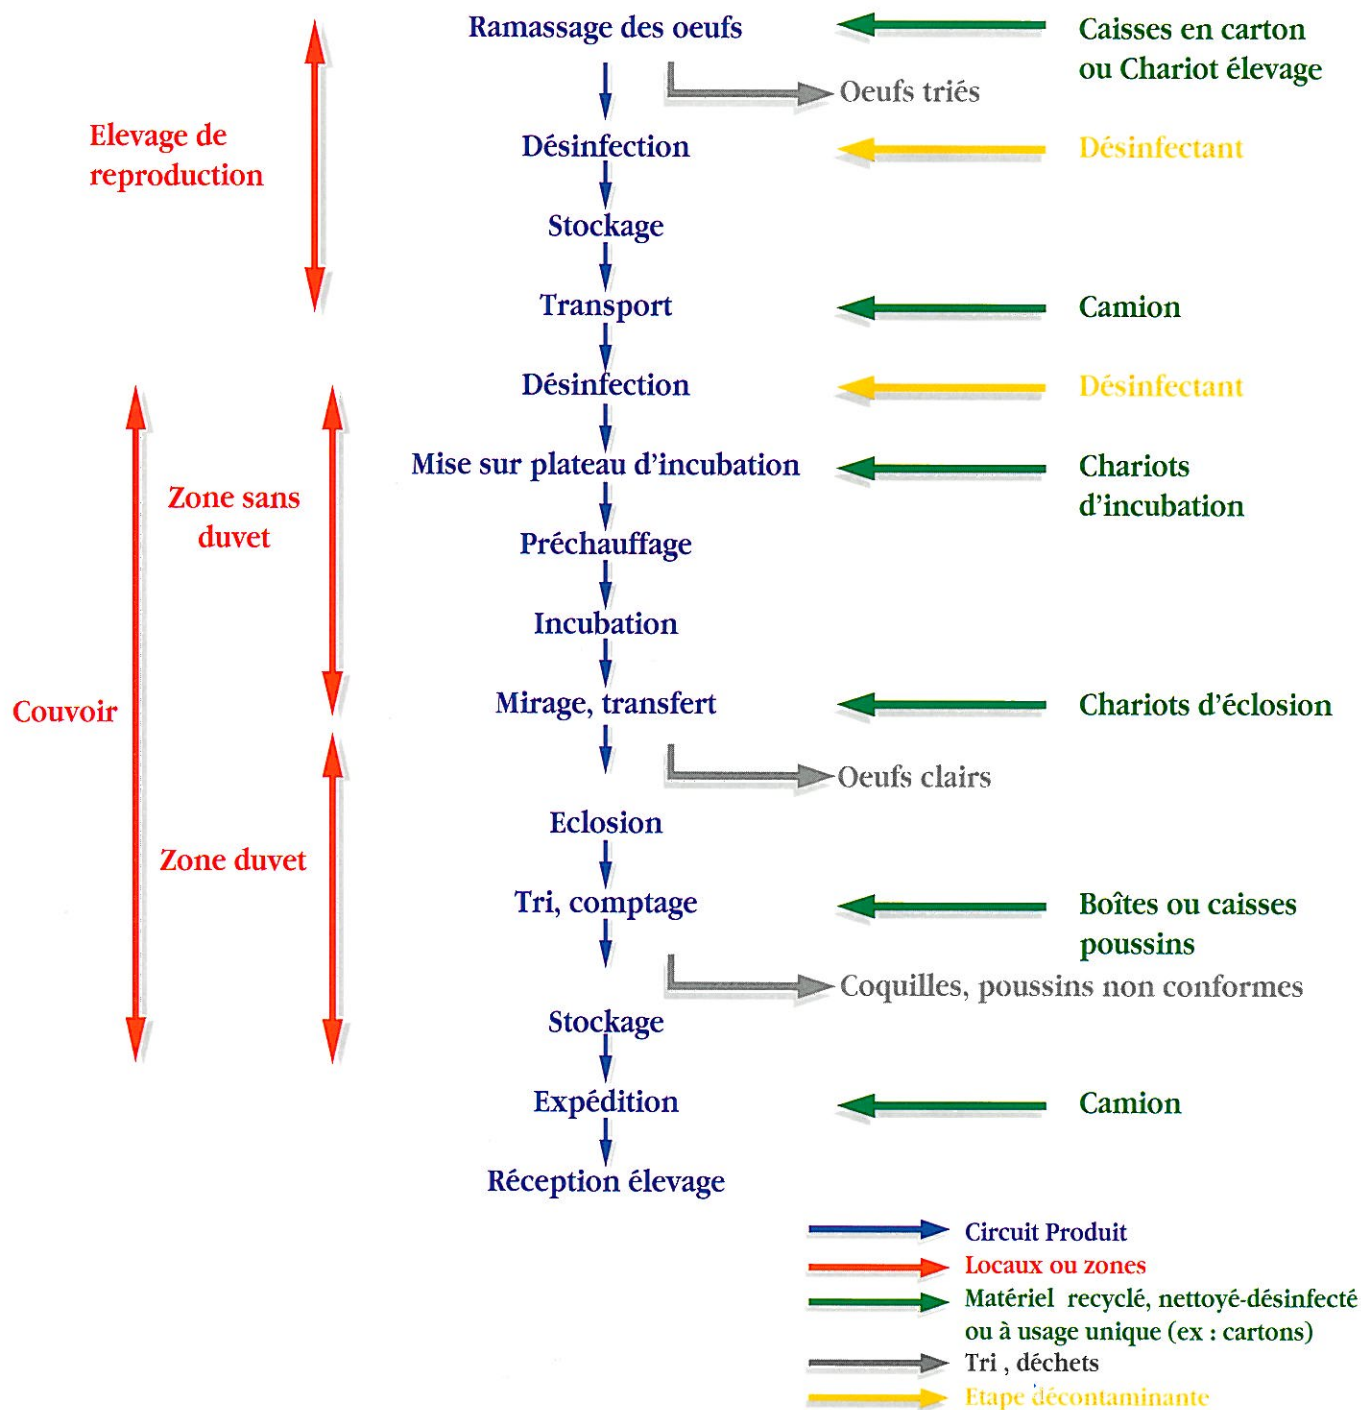 Ramassage des oeufs
Caisses en carton
ou Chariot élevage
Oeufs triés
Elevage de
reproduction
Désinfection
Désinfectant
Stockage
Transport
Camion
Désinfection
Désinfectant
Mise sur plateau d'incubation
Chariots
d'incubation
Zone sans
duvet
Préchauffage
Incubation
Couvoir
Mirage, transfert
Chariots d'éclosion
Oeufs clairs
Eclosion
Zone duvet
Tri, comptage
Boîtes ou caisses
poussins
Coquilles, poussins non conformes
Stockage
Expédition
Camion
Réception élevage
Circuit Produit
Locaux ou zones
Matériel recyclé, nettoyé-désinfecté
ou à usage unique (ex : cartons)
Tri , déchets
Etape décontaminante